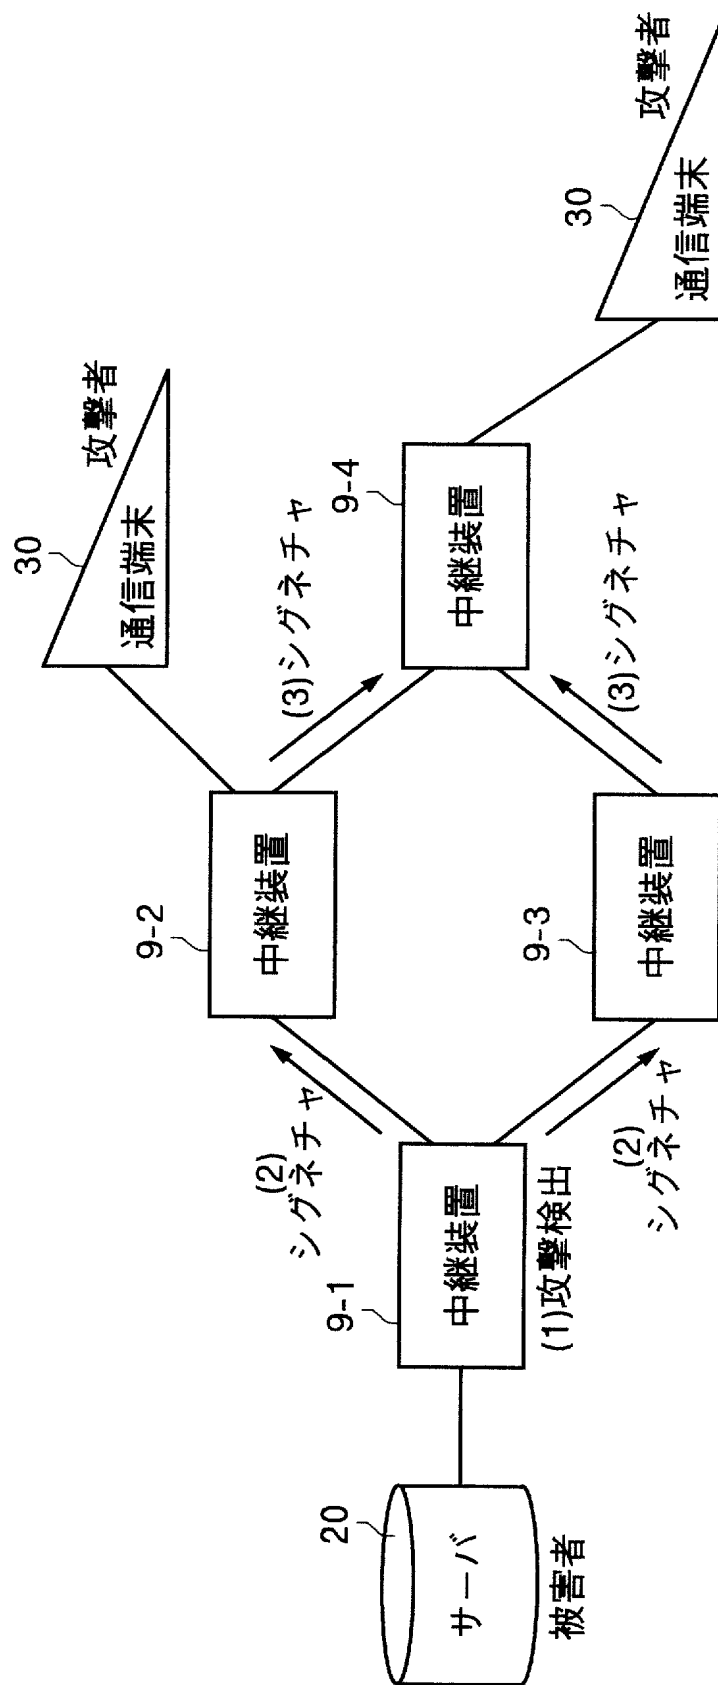 20
サーバ
被害者
9-1
中継装置
(1)攻撃検出
(2)
シグネチャ
(2)
シグネチャ
9-2
中継装置
9-3
中継装置
(3)シグネチャ
(3)シグネチャ
9-4
中継装置
30
通信端末
攻撃者
30
通信端末
攻撃者